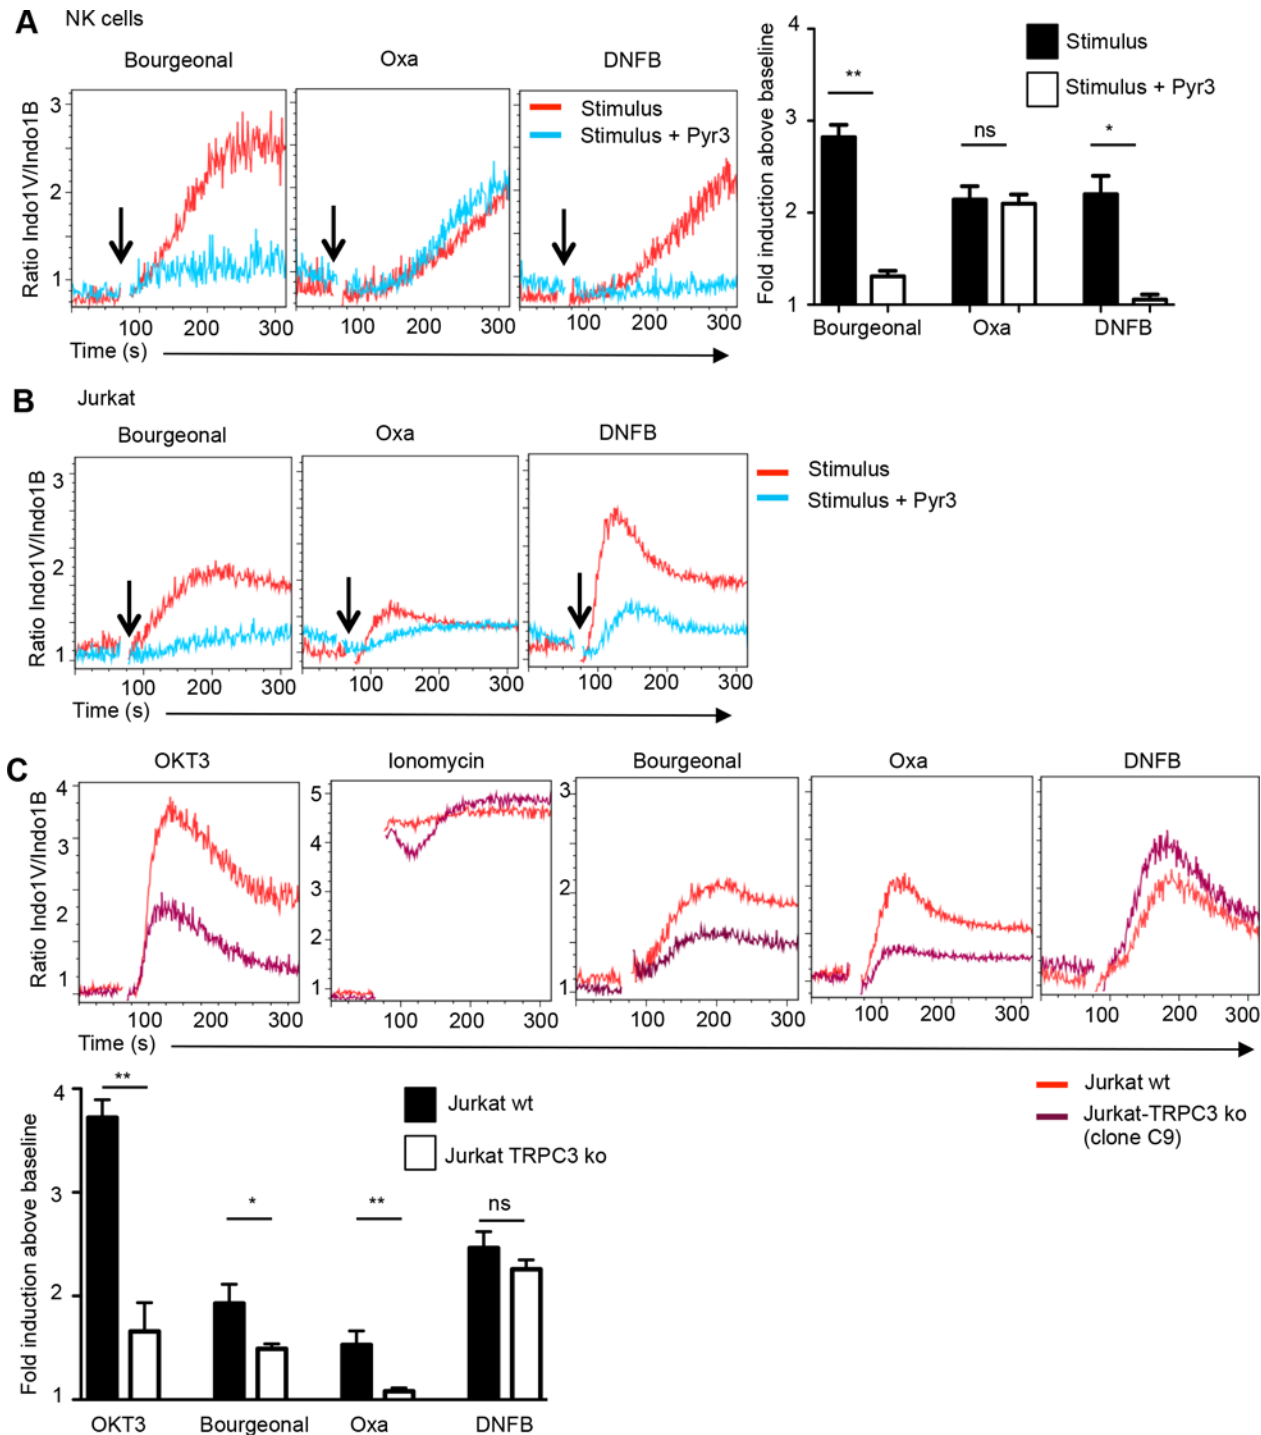 A NK cells
Bourgeonal Oxa DNFB
Ratio Indo1V/Indo1B
3
2
1
Stimulus
Stimulus + Pyr3
100 200 300 100 200 300 100 200 300
Time (s)
Fold induction above baseline
4
3
2
1
Stimulus
Stimulus + Pyr3
** ns *
Bourgeonal Oxa DNFB
B Jurkat
Bourgeonal Oxa DNFB
Ratio Indo1V/Indo1B
3
2
1
Stimulus
Stimulus + Pyr3
100 200 300 100 200 300 100 200 300
Time (s)
C
OKT3 Ionomycin Bourgeonal Oxa DNFB
Ratio Indo1V/Indo1B
4
3
2
1
5
4
3
2
1
3
2
1
100 200 300 100 200 300 100 200 300 100 200 300 100 200 300
Time (s)
Jurkat wt
Jurkat-TRPC3 ko
(clone C9)
Fold induction above baseline
4
3
2
1
Jurkat wt
Jurkat TRPC3 ko
** * ** ns
OKT3 Bourgeonal Oxa DNFB